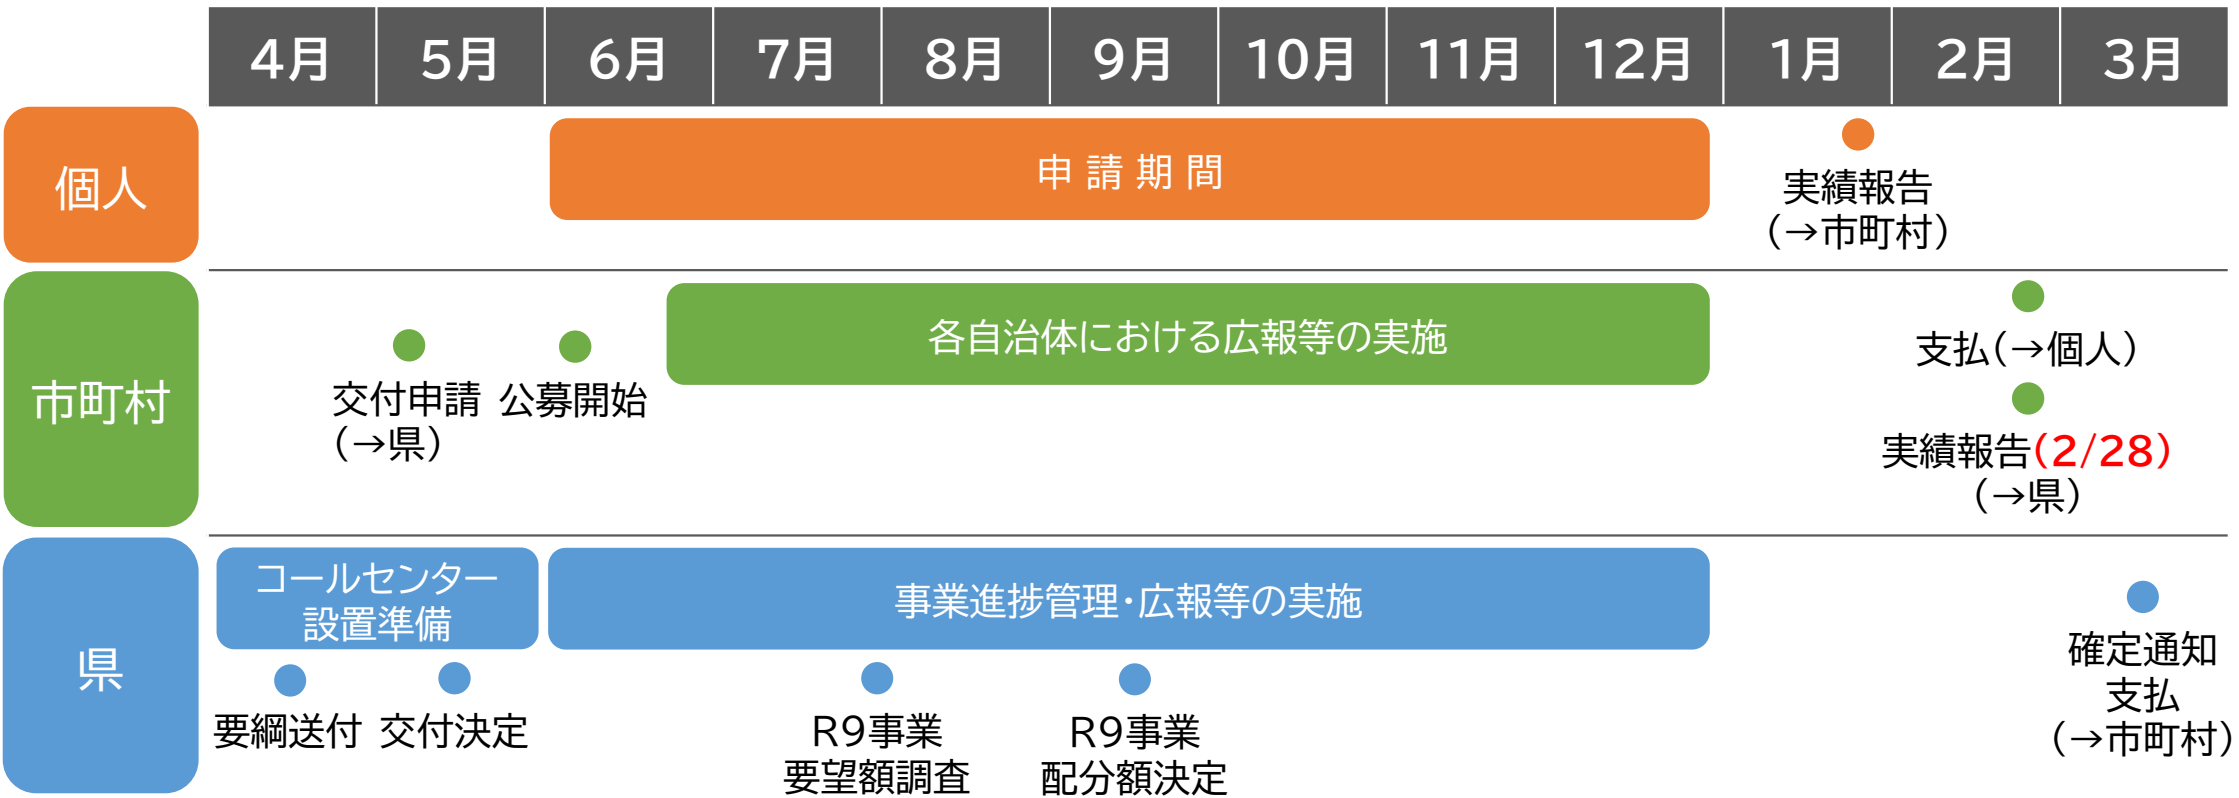 4月 5月 6月 7月 8月 9月 10月 11月 12月 1月 2月 3月
個人
申請期間
実績報告
（→市町村）
市町村
交付申請
（→県）
公募開始
各自治体における広報等の実施
支払（→個人）
実績報告（2/28）
（→県）
県
コールセンター
設置準備
事業進捗管理・広報等の実施
要綱送付
交付決定
R9事業
要望額調査
R9事業
配分額決定
確定通知
支払
（→市町村）